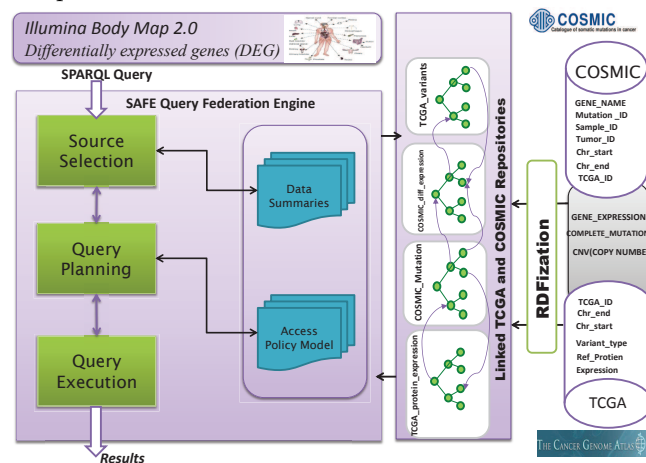 Illumina Body Map 2.0
Differentially expressed genes (DEG)
SPARQL Query
SAFE Query Federation Engine
Source
Selection
Query
Planning
Query
Execution
Results
Data
Summaries
Access
Policy Model
TCGA_variants
COSMIC_diff_expression
COSMIC_Mutation
TCGA_protein_expression
Linked TCGA and COSMIC Repositories
RDFization
COSMIC
Catalogue of somatic mutations in cancer
COSMIC
GENE_NAME
Mutation _ID
Sample_ID
Tumor_ID
Chr_start
Chr_end
TCGA_ID
GENE_EXPRESSION
COMPLETE_MUTATION
CNV(COPY NUMBE
TCGA_ID
Chr_end
Chr_start
Variant_type
Ref_Protien
Expression
TCGA
THE CANCER GENOME ATLAS